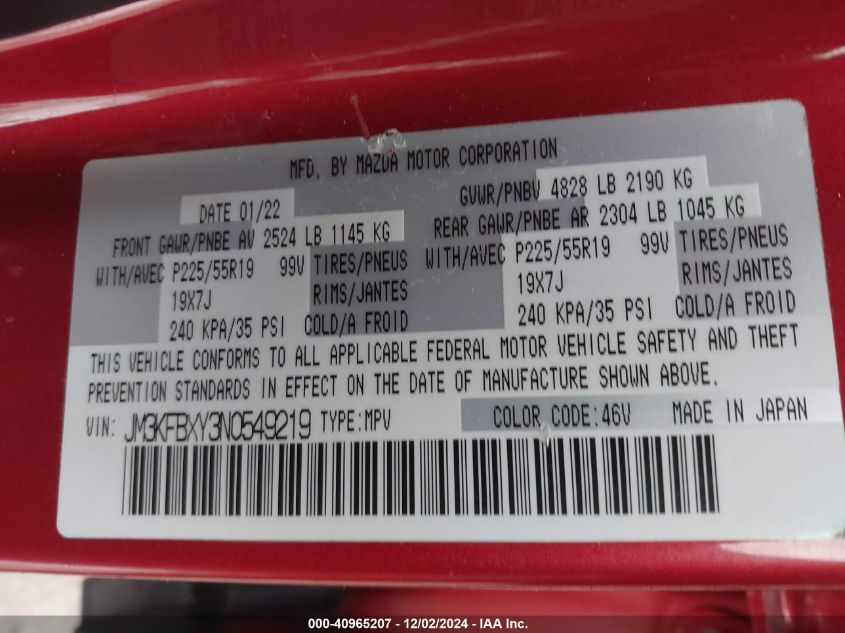 MFD. BY MAZDA MOTOR CORPORATION
DATE 01/22 GVWR/PNBV 4828 LB 2190 KG
FRONT GAWR/PNBE AV 2524 LB 1145 KG REAR GAWR/PNBE AR 2304 LB 1045 KG
WITH/AVEC P225/55R19 99V TIRES/PNEUS WITH/AVEC P225/55R19 99V TIRES/PNEUS
19X7J RIMS/JANTES 19X7J RIMS/JANTES
240 KPA/35 PSI COLD/A FROID 240 KPA/35 PSI COLD/A FROID
THIS VEHICLE CONFORMS TO ALL APPLICABLE FEDERAL MOTOR VEHICLE SAFETY AND THEFT
PREVENTION STANDARDS IN EFFECT ON THE DATE OF MANUFACTURE SHOWN ABOVE.
VIN: JM3KFBXY3N0549219 TYPE:MPV COLOR CODE:46V MADE IN JAPAN
000-40965207 - 12/02/2024 - IAA Inc.